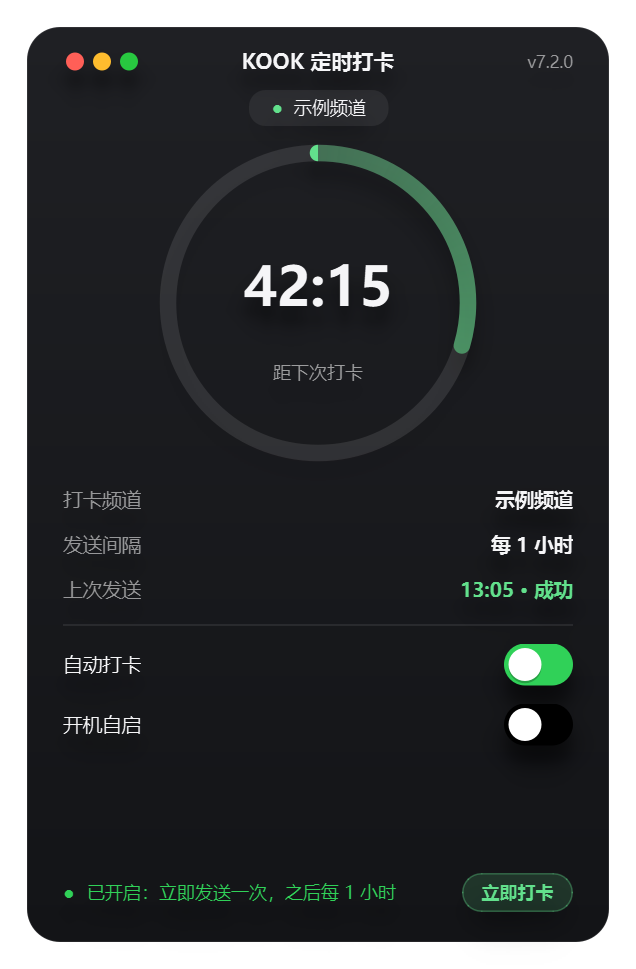 KOOK 定时打卡 v7.2.0
• 示例频道
42:15
距下次打卡
打卡频道 示例频道
发送间隔 每 1 小时
上次发送 13:05 • 成功
自动打卡
开机自启
• 已开启：立即发送一次，之后每 1 小时 立即打卡